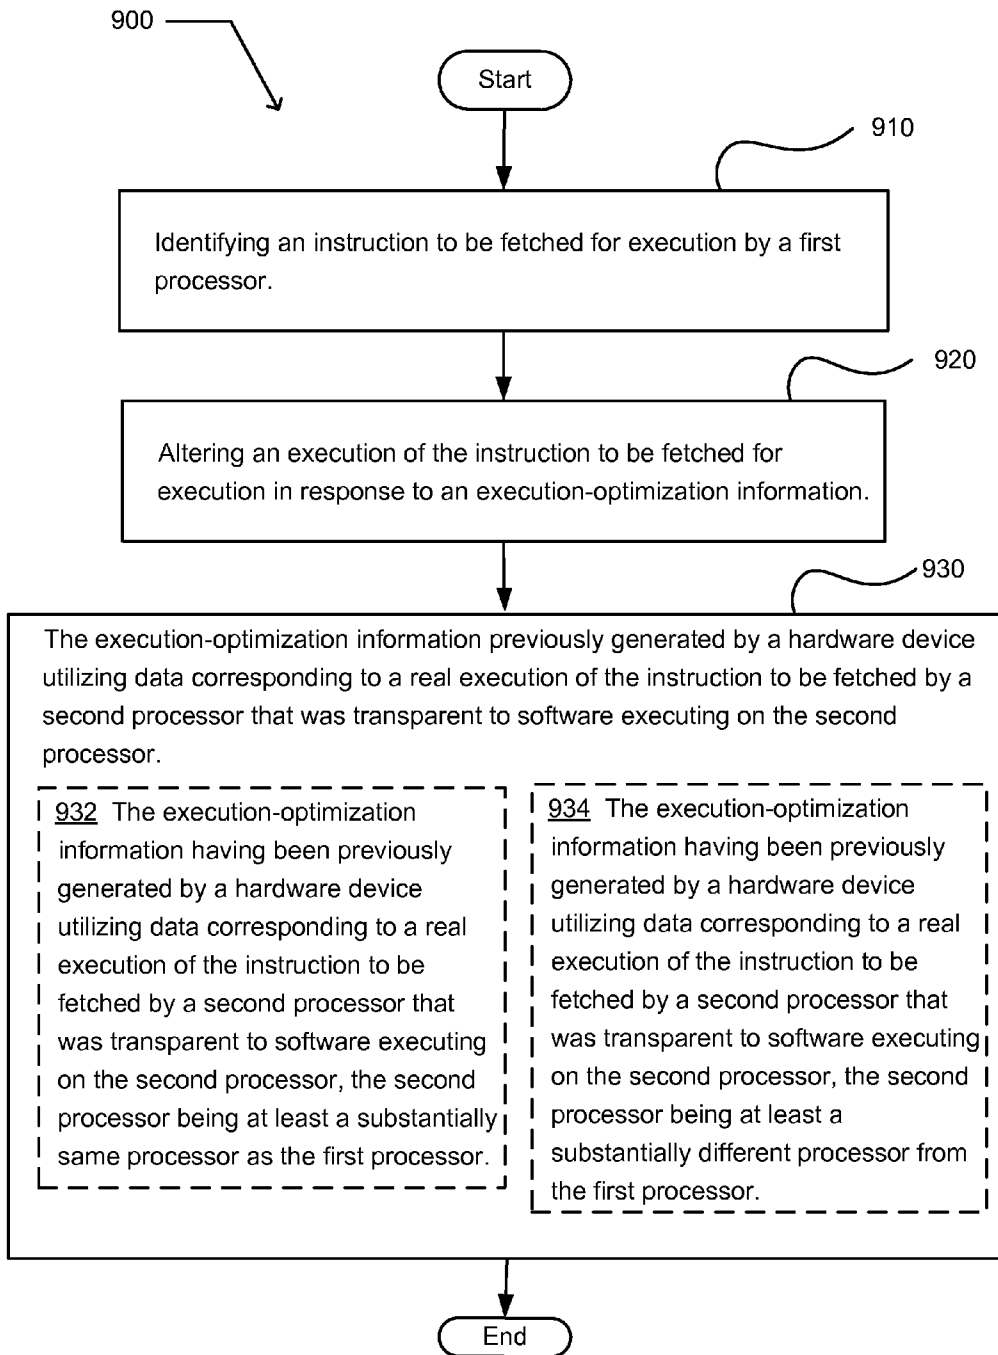 900
Start
910
Identifying an instruction to be fetched for execution by a first
processor.
920
Altering an execution of the instruction to be fetched for
execution in response to an execution-optimization information.
930
The execution-optimization information previously generated by a hardware device
utilizing data corresponding to a real execution of the instruction to be fetched by a
second processor that was transparent to software executing on the second
processor.
932 The execution-optimization
information having been previously
generated by a hardware device
utilizing data corresponding to a real
execution of the instruction to be
fetched by a second processor that
was transparent to software executing
on the second processor, the second
processor being at least a substantially
same processor as the first processor.
934 The execution-optimization
information having been previously
generated by a hardware device
utilizing data corresponding to a real
execution of the instruction to be
fetched by a second processor that
was transparent to software executing
on the second processor, the second
processor being at least a
substantially different processor from
the first processor.
End